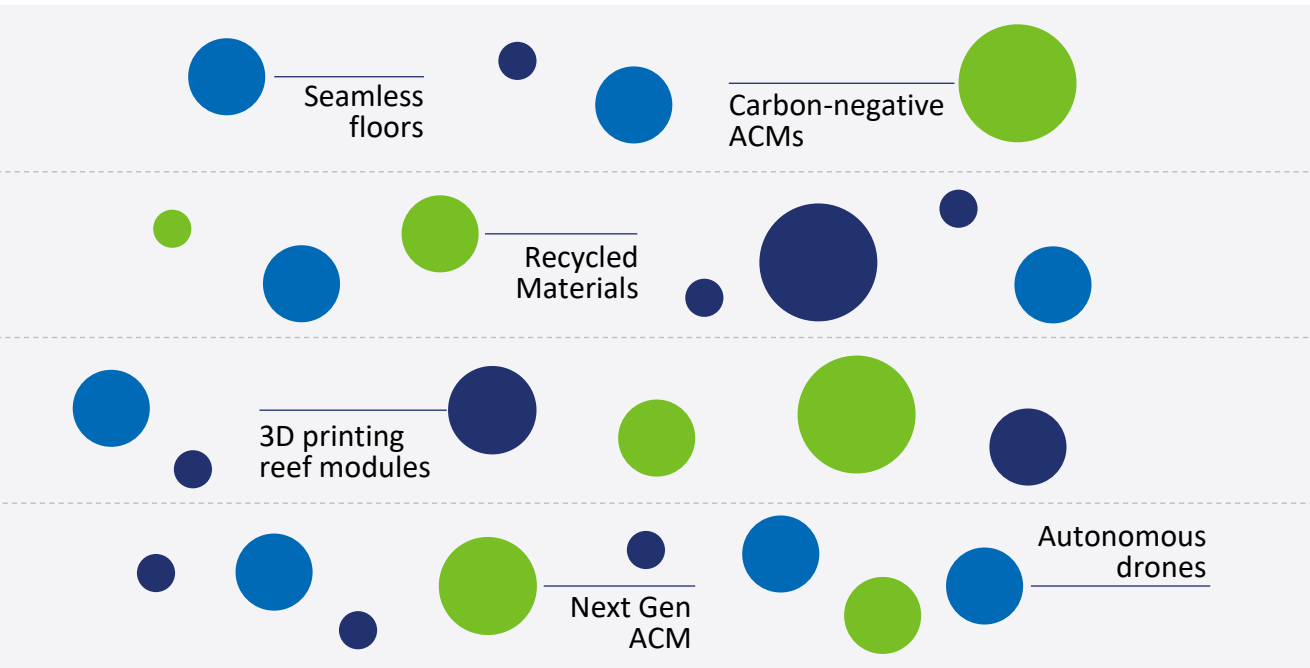 Seamless
floors
Carbon-negative
ACMs
Recycled
Materials
3D printing
reef modules
Next Gen
ACM
Autonomous
drones